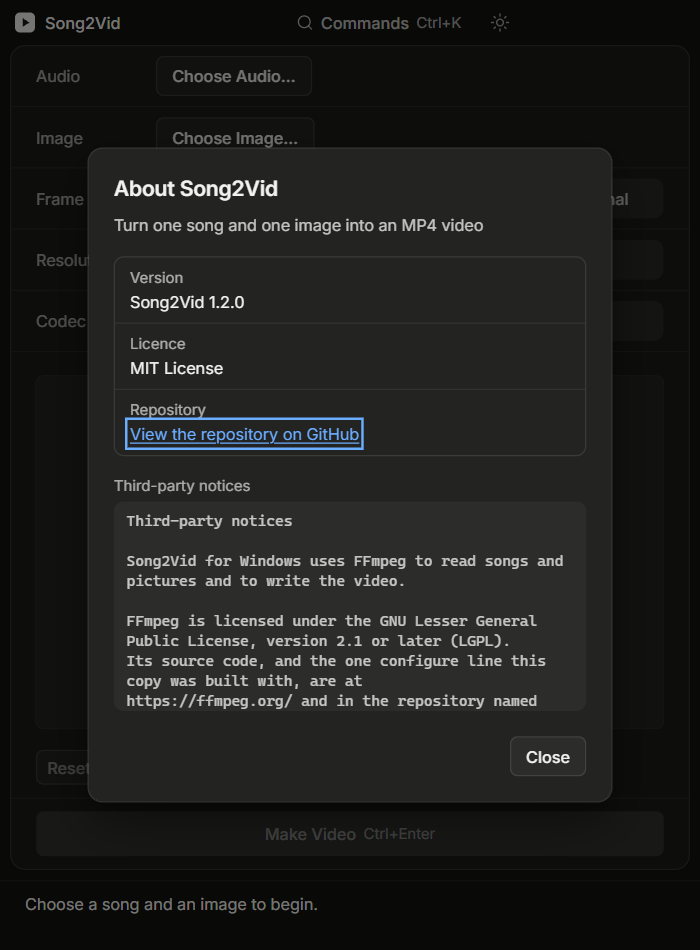 Song2Vid
Commands Ctrl+K
Audio
Choose Audio...
Image
Choose Image...
About Song2Vid
Turn one song and one image into an MP4 video
Frame
Resolut
Codec
Version
Song2Vid 1.2.0
Licence
MIT License
Repository
View the repository on GitHub
Third-party notices
Third-party notices
Song2Vid for Windows uses FFmpeg to read songs and
pictures and to write the video.
FFmpeg is licensed under the GNU Lesser General
Public License, version 2.1 or later (LGPL).
Its source code, and the one configure line this
copy was built with, are at
https://ffmpeg.org/ and in the repository named
Close
Reset
Make Video Ctrl+Enter
Choose a song and an image to begin.